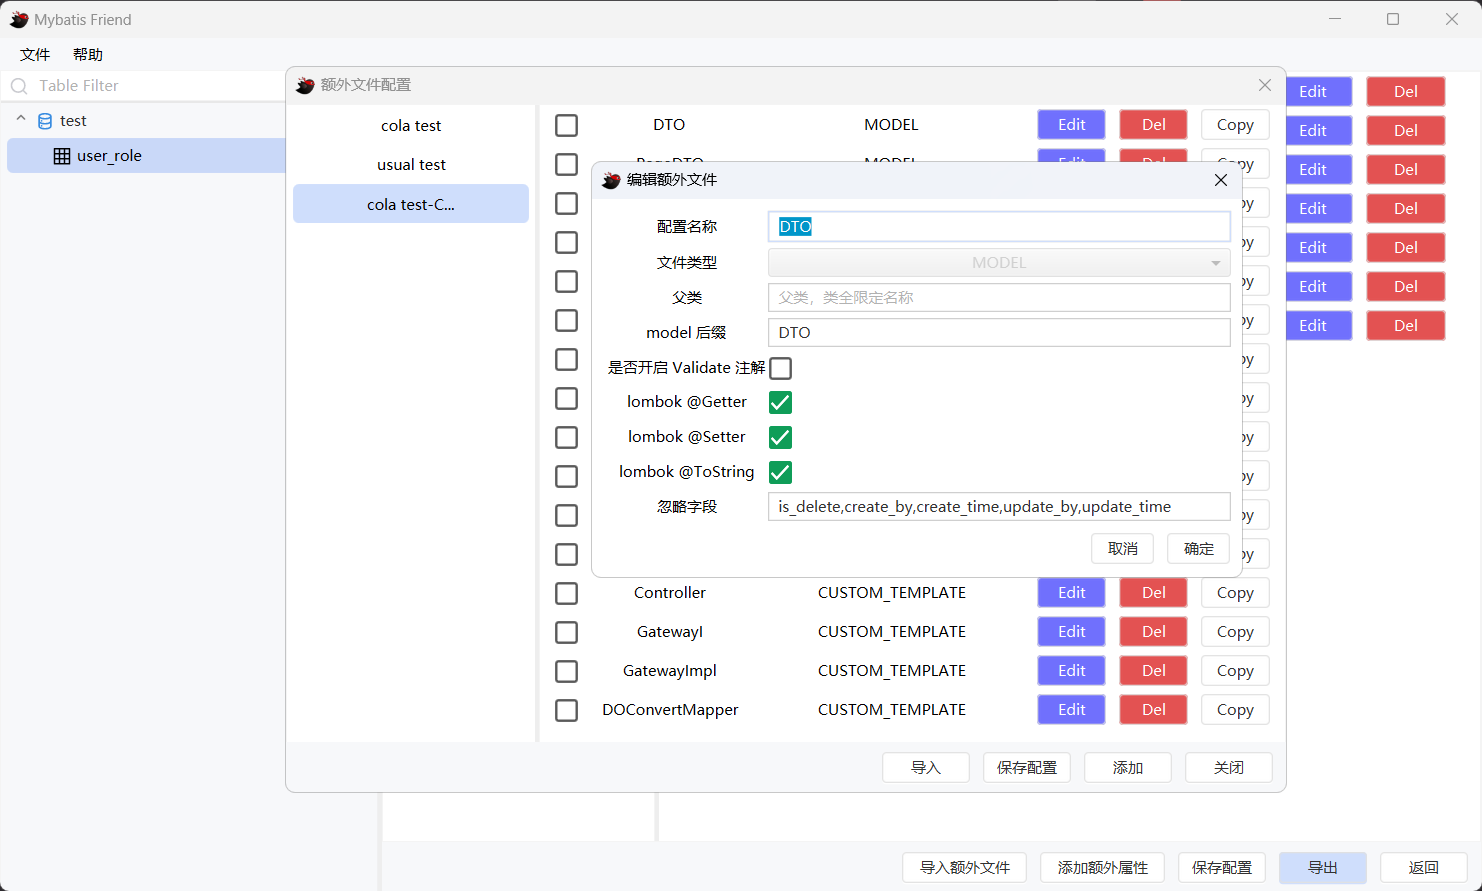 Mybatis Friend
文件 帮助
Table Filter
test
user_role
额外文件配置
cola test
usual test
cola test-C...
DTO MODEL Edit Del Copy
PageDTO MODEL Edit Del Copy
编辑额外文件
配置名称 DTO
文件类型 MODEL
父类 父类，类全限定名称
model 后缀 DTO
是否开启 Validate 注解
lombok @Getter
lombok @Setter
lombok @ToString
忽略字段 is_delete,create_by,create_time,update_by,update_time
取消 确定
Controller CUSTOM_TEMPLATE Edit Del Copy
GatewayI CUSTOM_TEMPLATE Edit Del Copy
GatewayImpl CUSTOM_TEMPLATE Edit Del Copy
DOConvertMapper CUSTOM_TEMPLATE Edit Del Copy
导入 保存配置 添加 关闭
Edit Del
Edit Del
Edit Del
Edit Del
Edit Del
Edit Del
Edit Del
导入额外文件 添加额外属性 保存配置 导出 返回